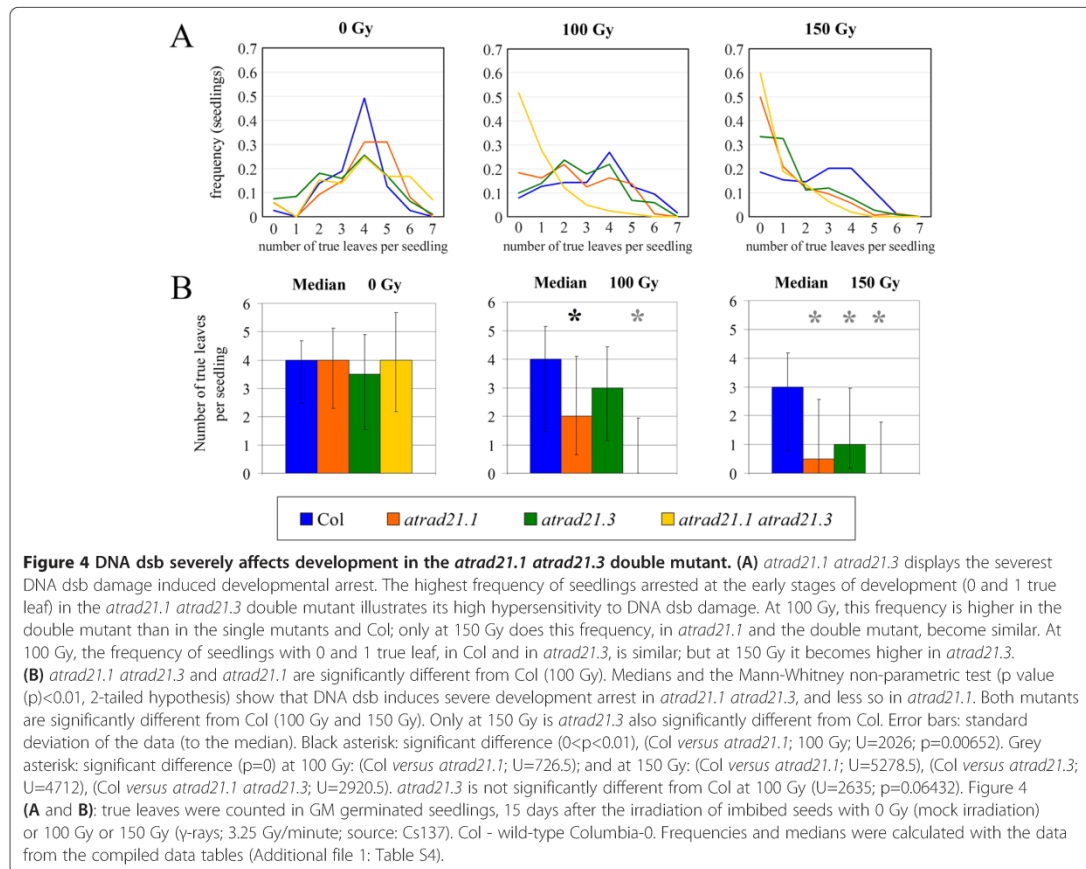 A
0 Gy
100 Gy
150 Gy
frequency (seedlings)
0.7
0.6
0.5
0.4
0.3
0.2
0.1
0
0 1 2 3 4 5 6 7
number of true leaves per seedling
0.7
0.6
0.5
0.4
0.3
0.2
0.1
0
0 1 2 3 4 5 6 7
number of true leaves per seedling
0.7
0.6
0.5
0.4
0.3
0.2
0.1
0
0 1 2 3 4 5 6 7
number of true leaves per seedling
B
Median 0 Gy
Median 100 Gy
Median 150 Gy
Number of true leaves
per seedling
6
5
4
3
2
1
0
6
5
4
3
2
1
0
* *
6
5
4
3
2
1
0
* * *
Col atrad21.1 atrad21.3 atrad21.1 atrad21.3
Figure 4 DNA dsb severely affects development in the atrad21.1 atrad21.3 double mutant. (A) atrad21.1 atrad21.3 displays the severest
DNA dsb damage induced developmental arrest. The highest frequency of seedlings arrested at the early stages of development (0 and 1 true
leaf) in the atrad21.1 atrad21.3 double mutant illustrates its high hypersensitivity to DNA dsb damage. At 100 Gy, this frequency is higher in the
double mutant than in the single mutants and Col; only at 150 Gy does this frequency, in atrad21.1 and the double mutant, become similar. At
100 Gy, the frequency of seedlings with 0 and 1 true leaf, in Col and in atrad21.3, is similar; but at 150 Gy it becomes higher in atrad21.3.
(B) atrad21.1 atrad21.3 and atrad21.1 are significantly different from Col (100 Gy). Medians and the Mann-Whitney non-parametric test (p value
(p)<0.01, 2-tailed hypothesis) show that DNA dsb induces severe development arrest in atrad21.1 atrad21.3, and less so in atrad21.1. Both mutants
are significantly different from Col (100 Gy and 150 Gy). Only at 150 Gy is atrad21.3 also significantly different from Col. Error bars: standard
deviation of the data (to the median). Black asterisk: significant difference (0<p<0.01), (Col versus atrad21.1; 100 Gy; U=2026; p=0.00652). Grey
asterisk: significant difference (p=0) at 100 Gy: (Col versus atrad21.1; U=726.5); and at 150 Gy: (Col versus atrad21.1; U=5278.5), (Col versus atrad21.3;
U=4712), (Col versus atrad21.1 atrad21.3; U=2920.5). atrad21.3 is not significantly different from Col at 100 Gy (U=2635; p=0.06432). Figure 4
(A and B): true leaves were counted in GM germinated seedlings, 15 days after the irradiation of imbibed seeds with 0 Gy (mock irradiation)
or 100 Gy or 150 Gy (γ-rays; 3.25 Gy/minute; source: Cs137). Col - wild-type Columbia-0. Frequencies and medians were calculated with the data
from the compiled data tables (Additional file 1: Table S4).